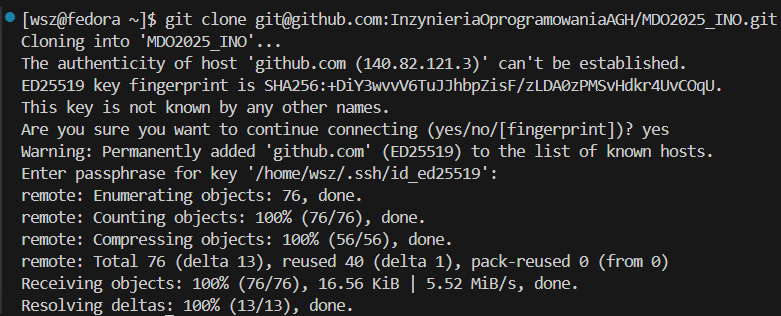 [wsz@fedora ~]$ git clone git@github.com:InzynieriaOprogramowaniaAGH/MDO2025_INO.git
Cloning into 'MDO2025_INO'...
The authenticity of host 'github.com (140.82.121.3)' can't be established.
ED25519 key fingerprint is SHA256:+DiY3wvvV6TuJJhbpZisF/zLDA0zPMSvHdkr4UvCOqU.
This key is not known by any other names.
Are you sure you want to continue connecting (yes/no/[fingerprint])? yes
Warning: Permanently added 'github.com' (ED25519) to the list of known hosts.
Enter passphrase for key '/home/wsz/.ssh/id_ed25519':
remote: Enumerating objects: 76, done.
remote: Counting objects: 100% (76/76), done.
remote: Compressing objects: 100% (56/56), done.
remote: Total 76 (delta 13), reused 40 (delta 1), pack-reused 0 (from 0)
Receiving objects: 100% (76/76), 16.56 KiB | 5.52 MiB/s, done.
Resolving deltas: 100% (13/13), done.